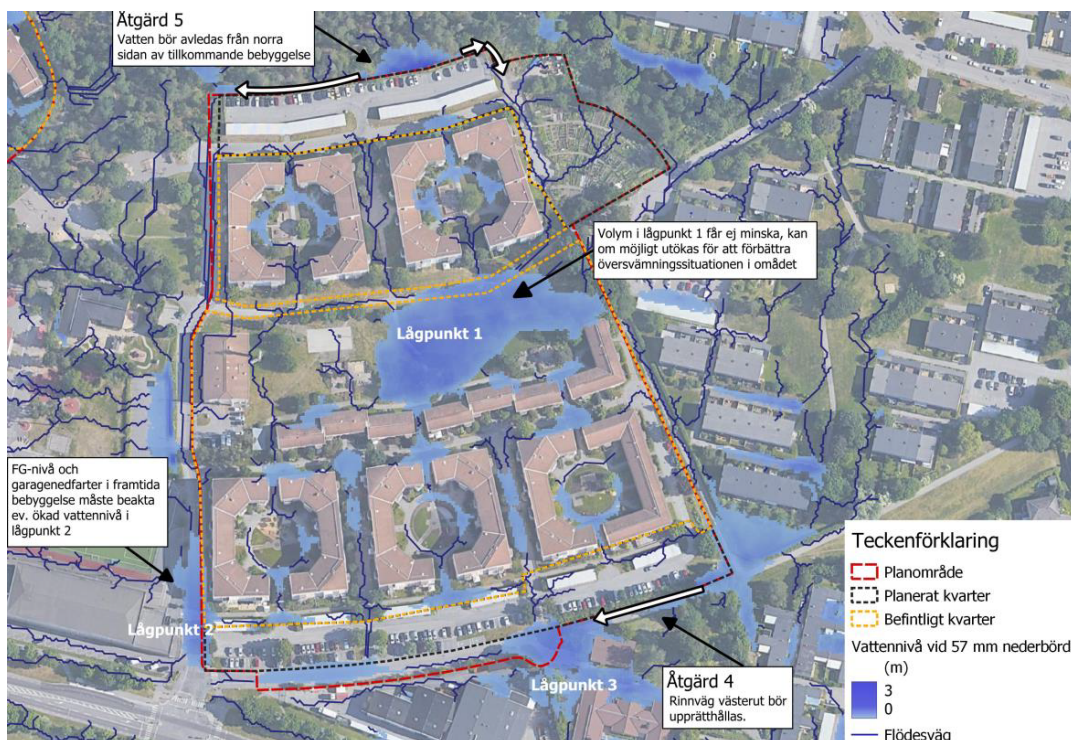 Åtgärd 5
Vatten bör avledas från norra
sidan av tillkommande bebyggelse
Volym i lågpunkt 1 får ej minska, kan
om möjligt utökas för att förbättra
översvämningssituationen i omådet
Lågpunkt 1
FG-nivå och
garagenedfarter i framtida
bebyggelse måste beakta
ev. ökad vattennivå i
lågpunkt 2
Lågpunkt 2
Lågpunkt 3
Åtgärd 4
Rinnväg västerut bör
upprätthållas.
Teckenförklaring
Planområde
Planerat kvarter
Befintligt kvarter
Vattennivå vid 57 mm nederbörd
(m)
3
0
Flödesväg